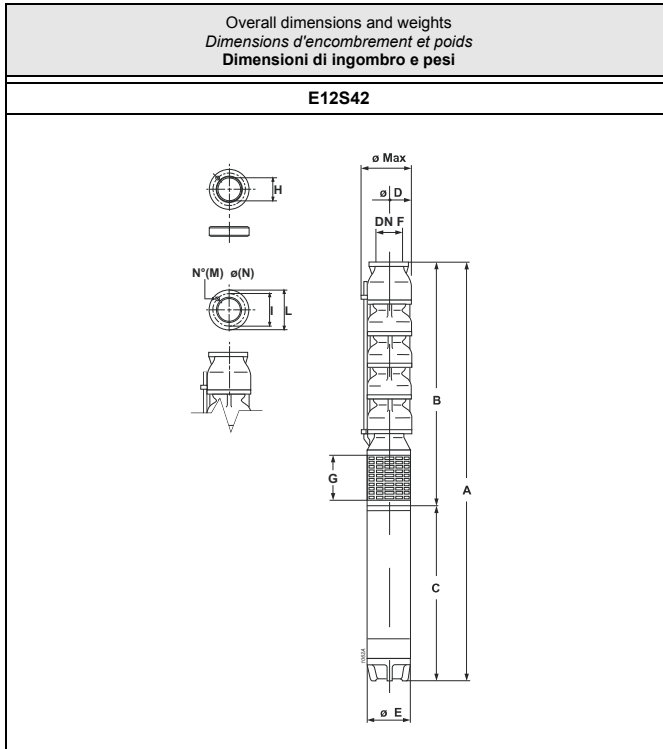 Overall dimensions and weights
Dimensions d'encombrement et poids
Dimensioni di ingombro e pesi
E12S42
ø Max
ø D
DN F
H
N°(M) ø(N)
I
L
B
A
G
C
ø E